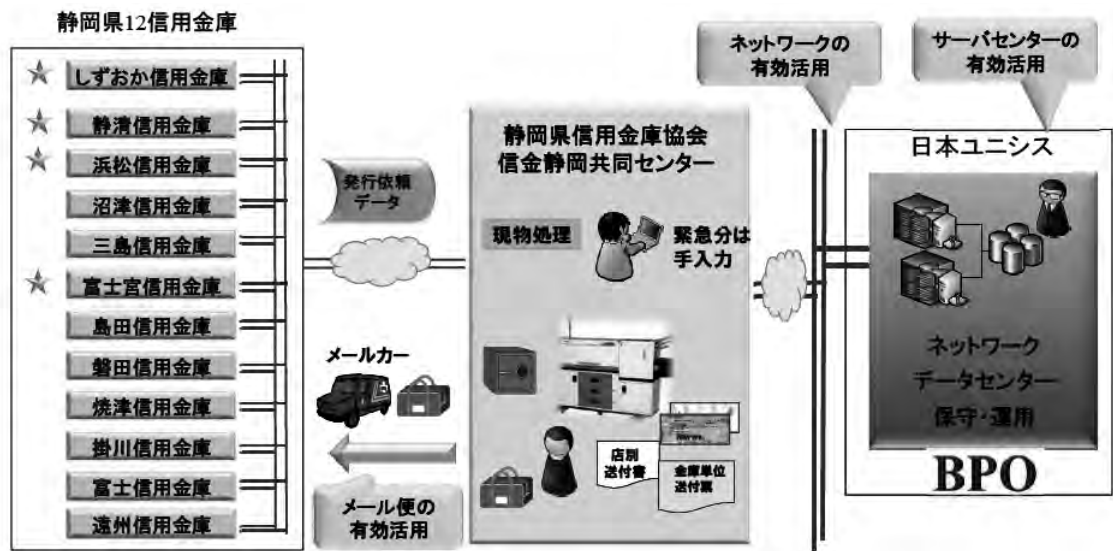 静岡県12信用金庫
しずおか信用金庫
静清信用金庫
浜松信用金庫
沼津信用金庫
三島信用金庫
富士宮信用金庫
島田信用金庫
磐田信用金庫
焼津信用金庫
掛川信用金庫
富士信用金庫
遠州信用金庫
発行依頼
データ
メールカー
メール便の
有効活用
静岡県信用金庫協会
信金静岡共同センター
現物処理
緊急分は
手入力
店別
送付書
金庫単位
送付票
ネットワークの
有効活用
サーバセンターの
有効活用
日本ユニシス
ネットワーク
データセンター
保守・運用
BPO